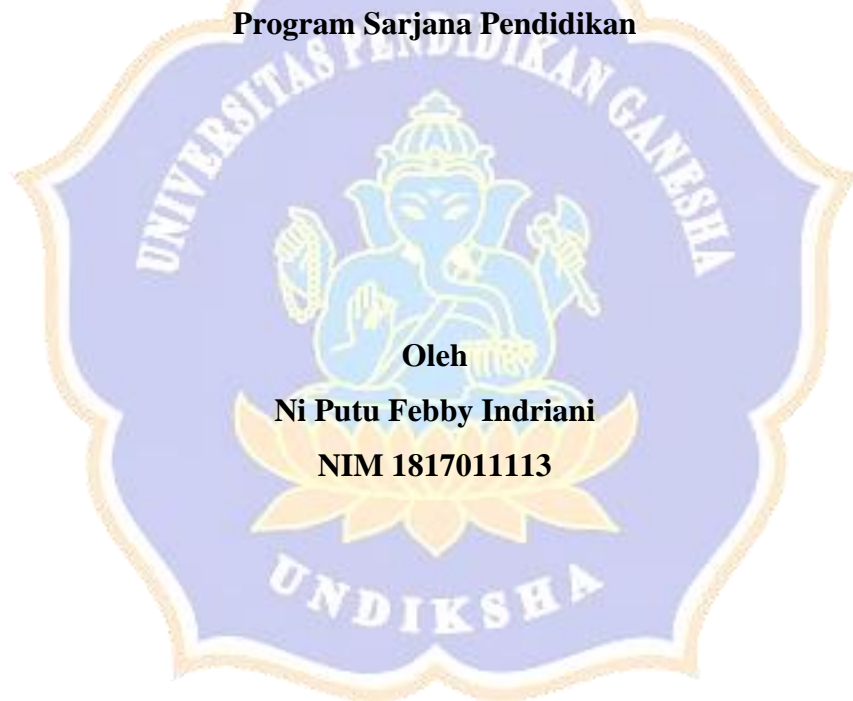 Program Sarjana Pendidikan
UNIVERSITAS PENDIDIKAN GANESHA
Oleh
Ni Putu Febby Indriani
NIM 1817011113
UNDIKSHA